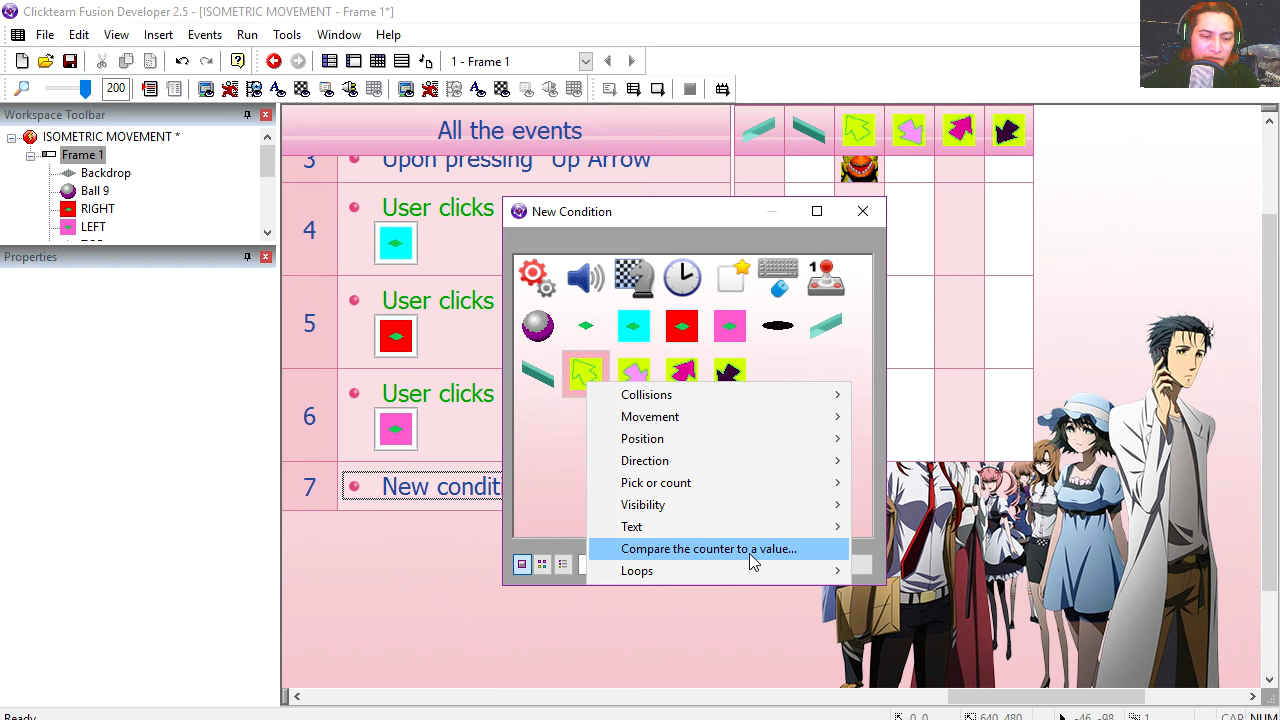 Clickteam Fusion Developer 2.5 - [ISOMETRIC MOVEMENT - Frame 1*]
File Edit View Insert Events Run Tools Window Help
1 - Frame 1
200
Workspace Toolbar
ISOMETRIC MOVEMENT *
Frame 1
Backdrop
Ball 9
RIGHT
LEFT
Properties
All the events
3 Upon pressing "Up Arrow"
4 User clicks
5 User clicks
6 User clicks
7 New conditi
New Condition
1
Collisions
Movement
Position
Direction
Pick or count
Visibility
Text
Compare the counter to a value...
Loops
Ready
0, 0
640, 480
-46, -98
1
CAP
NUM